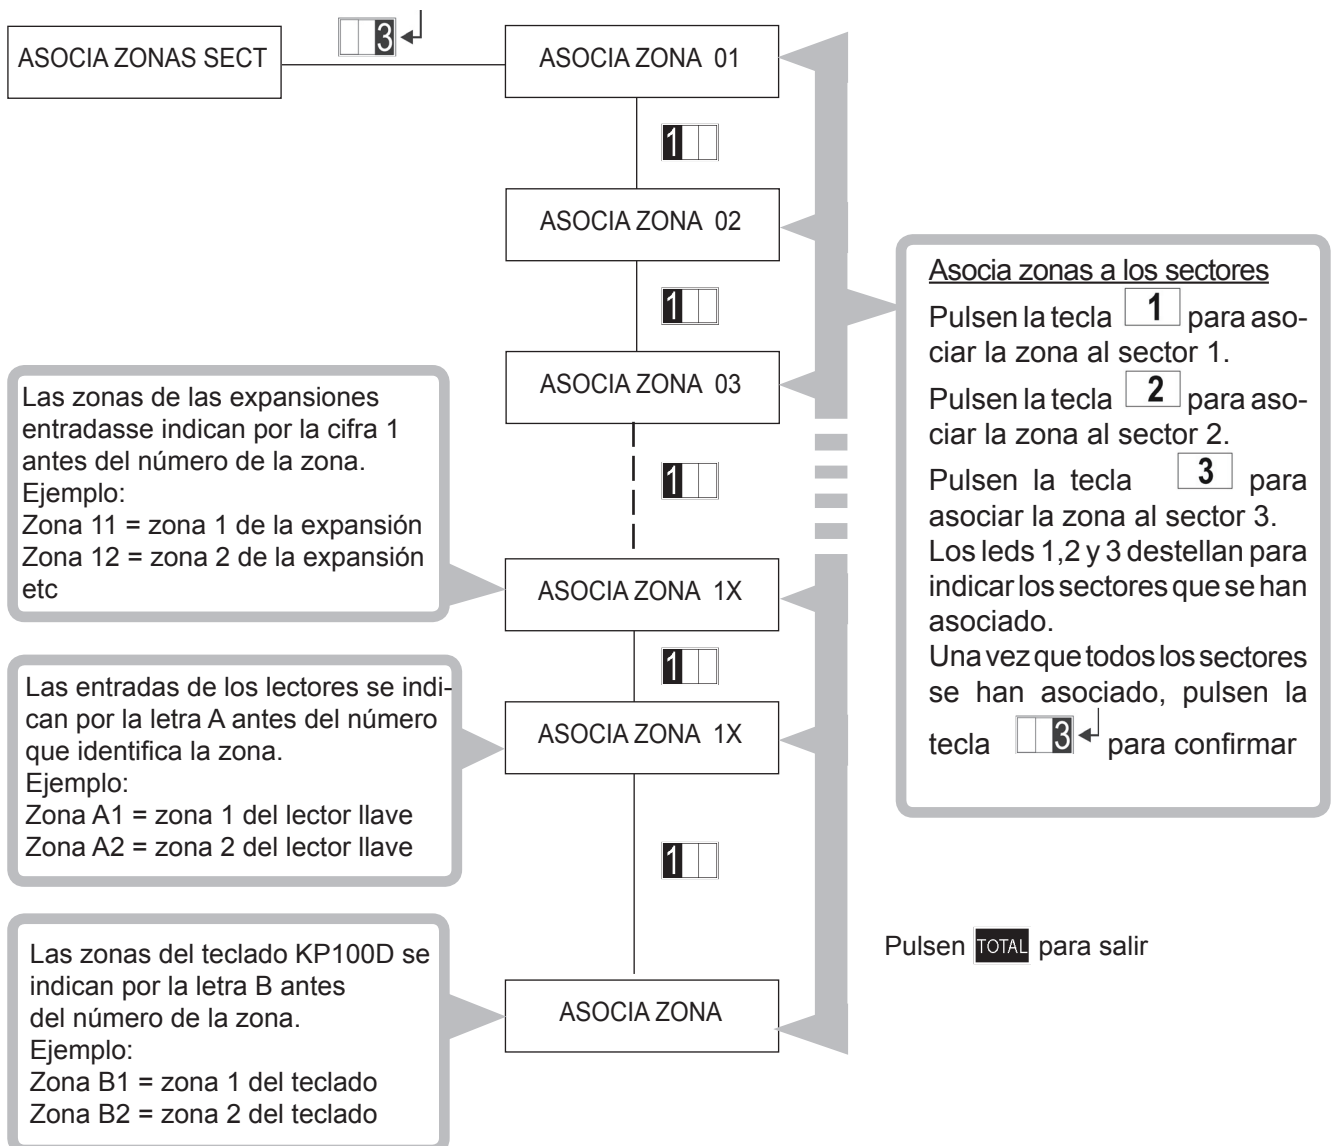 ASOCIA ZONAS SECT
3
ASOCIA ZONA 01
1
ASOCIA ZONA 02
1
ASOCIA ZONA 03
1
ASOCIA ZONA 1X
1
ASOCIA ZONA 1X
1
ASOCIA ZONA
Las zonas de las expansiones
entradasse indican por la cifra 1
antes del número de la zona.
Ejemplo:
Zona 11 = zona 1 de la expansión
Zona 12 = zona 2 de la expansión
etc
Las entradas de los lectores se indi-
can por la letra A antes del número
que identifica la zona.
Ejemplo:
Zona A1 = zona 1 del lector llave
Zona A2 = zona 2 del lector llave
Las zonas del teclado KP100D se
indican por la letra B antes
del número de la zona.
Ejemplo:
Zona B1 = zona 1 del teclado
Zona B2 = zona 2 del teclado
Asocia zonas a los sectores
Pulsen la tecla 1 para aso-
ciar la zona al sector 1.
Pulsen la tecla 2 para aso-
ciar la zona al sector 2.
Pulsen la tecla 3 para
asociar la zona al sector 3.
Los leds 1,2 y 3 destellan para
indicar los sectores que se han
asociado.
Una vez que todos los sectores
se han asociado, pulsen la
tecla 3 para confirmar
Pulsen TOTAL para salir